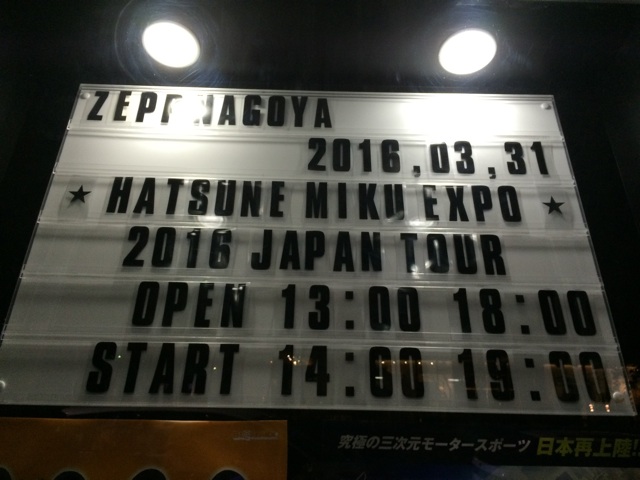 ZEPP NAGOYA
2016,03,31
★HATSUNE MIKU EXPO★
2016 JAPAN TOUR
OPEN 13:00 18:00
START 14:00 19:00
究極の三次元モータースポーツ 日本再上陸!!